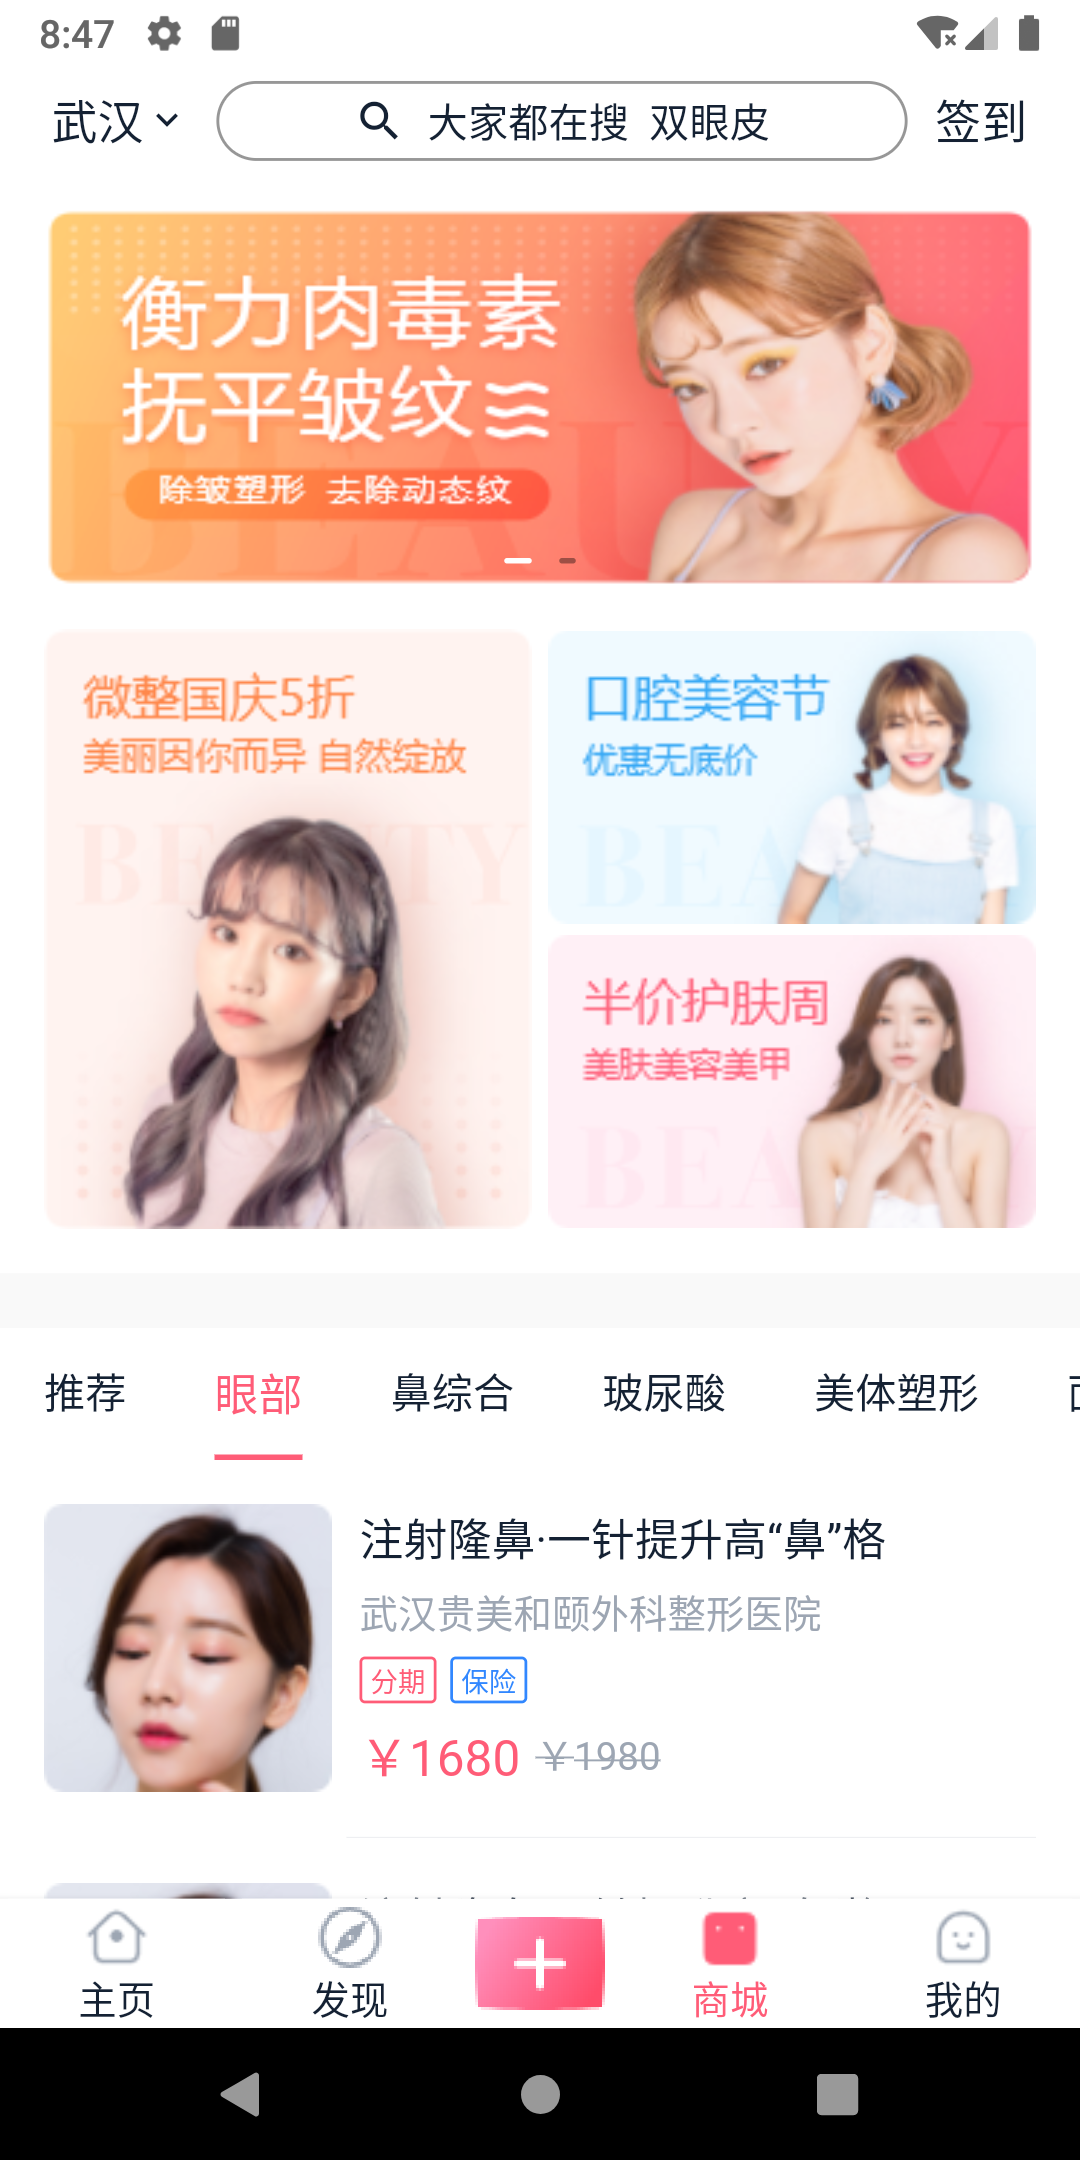 8:47
武汉
大家都在搜 双眼皮
签到
衡力肉毒素
抚平皱纹
除皱塑形 去除动态纹
BEAUTY
微整国庆5折
美丽因你而异 自然绽放
BEAUTY
口腔美容节
优惠无底价
BEA
半价护肤周
美肤美容美甲
BEA
推荐
眼部
鼻综合
玻尿酸
美体塑形
注射隆鼻·一针提升高“鼻”格
武汉贵美和颐外科整形医院
分期
保险
￥1680
￥1980
主页
发现
商城
我的